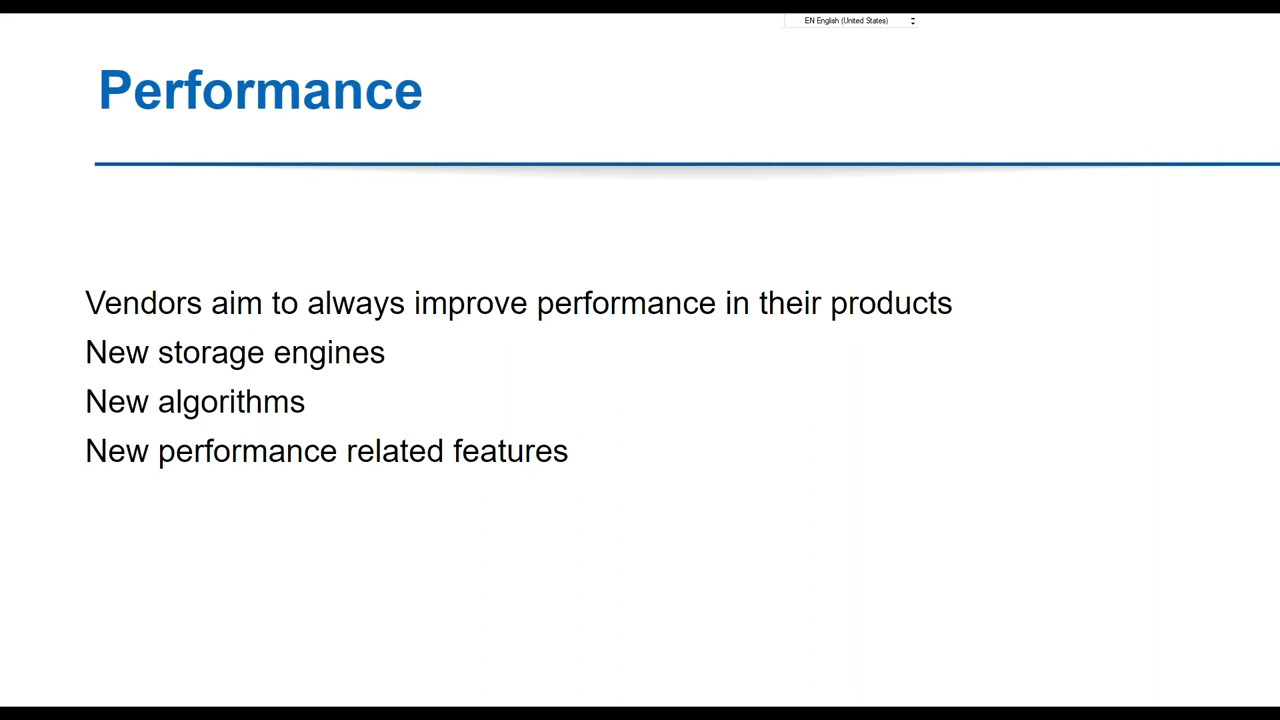 EN English (United States)
Performance
Vendors aim to always improve performance in their products
New storage engines
New algorithms
New performance related features